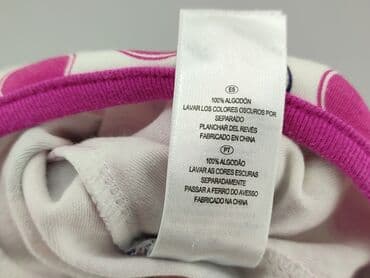 ES
100% ALGODÓN
LAVAR LOS COLORES OSCUROS POR
SEPARADO
PLANCHAR DEL REVÉS
FABRICADO EN CHINA
PT
100% ALGODÃO
LAVAR AS CORES ESCURAS
SEPARADAMENTE
PASSAR A FERRO DO AVESSO
FABRICADO NA CHINA